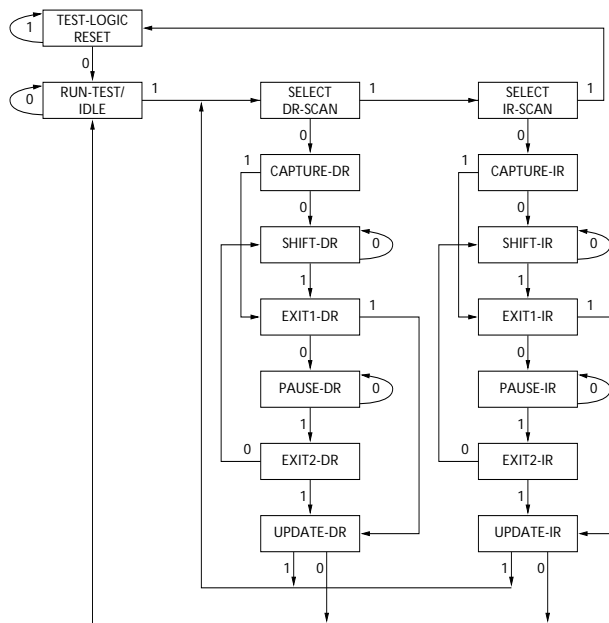 TEST-LOGIC
RESET
1
0
RUN-TEST/
IDLE
0
1
SELECT
DR-SCAN
1
SELECT
IR-SCAN
1
0
0
CAPTURE-DR
1
CAPTURE-IR
1
0
0
SHIFT-DR
0
SHIFT-IR
0
1
1
EXIT1-DR
1
EXIT1-IR
1
0
0
PAUSE-DR
0
PAUSE-IR
0
1
1
EXIT2-DR
0
EXIT2-IR
0
1
1
UPDATE-DR
UPDATE-IR
1
0
1
0